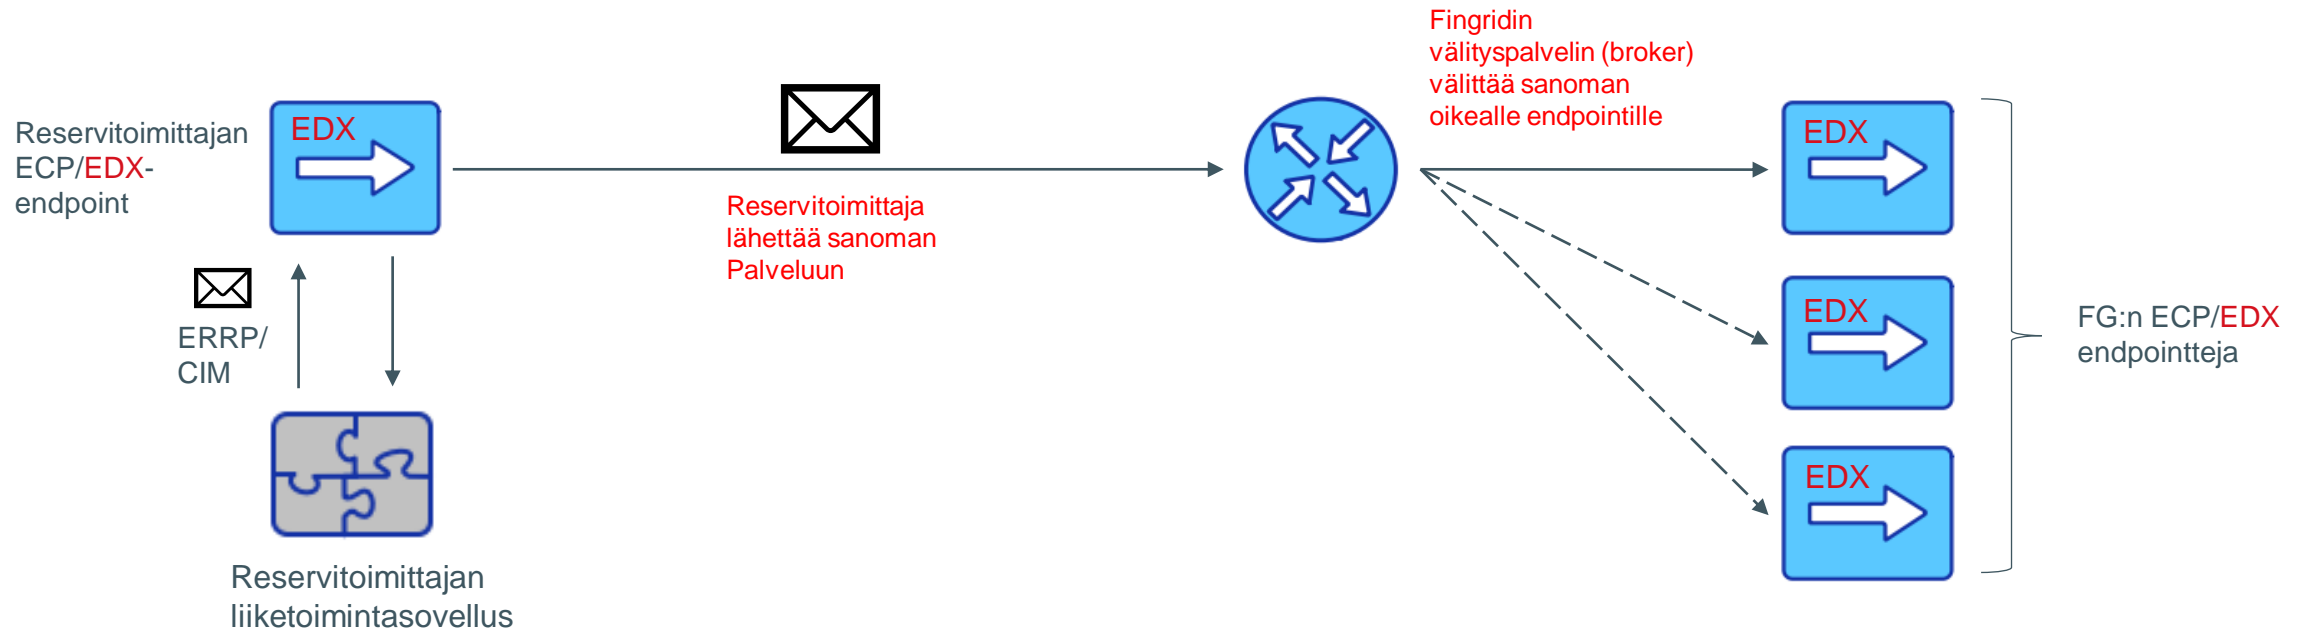 Reservitoimittajan
ECP/EDX-
endpoint
EDX
ERRP/
CIM
Reservitoimittajan
liiketoimintasovellus
Reservitoimittaja
lähettää sanoman
Palveluun
Fingridin
välityspalvelin (broker)
välittää sanoman
oikealle endpointille
EDX
EDX
EDX
FG:n ECP/EDX
endpointteja